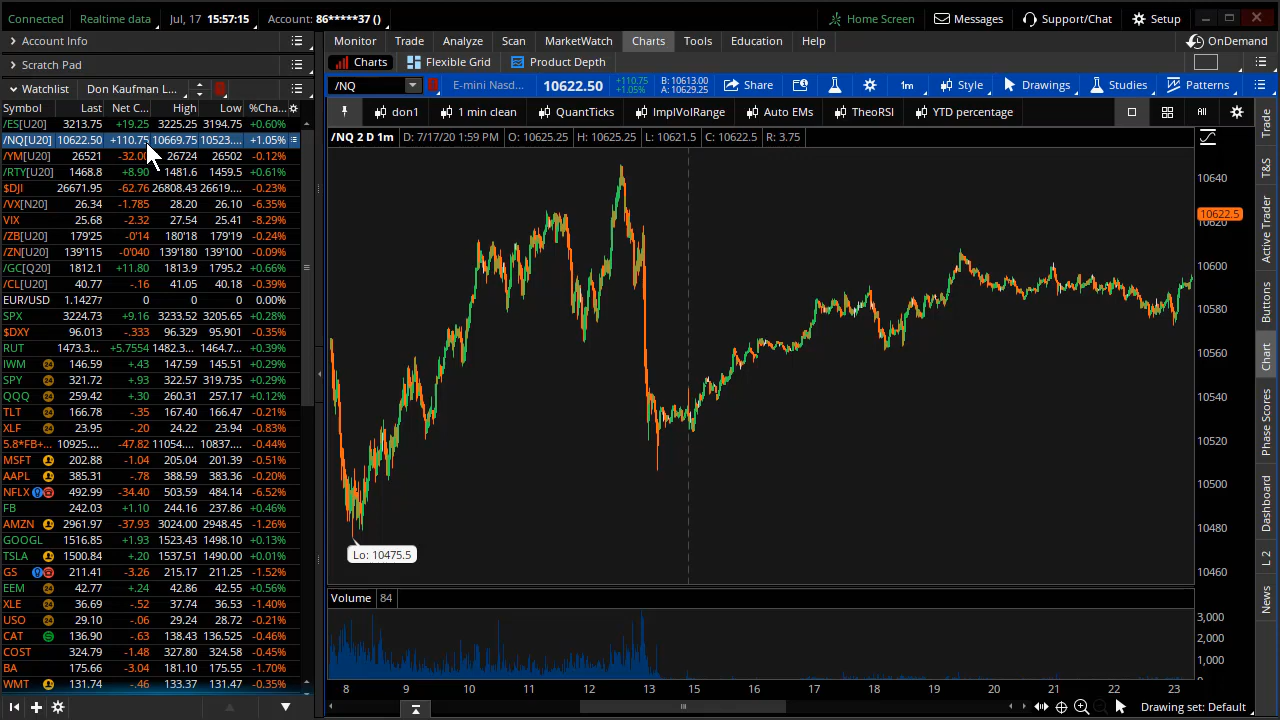 Connected Realtime data Jul, 17 15:57:15 Account: 86*****37 () Home Screen Messages Support/Chat Setup
Account Info
Scratch Pad
Watchlist Don Kaufman L...
Symbol Last Net C... High Low %Cha...
/ES[U20] 3213.75 +19.25 3225.25 3194.75 +0.60%
/NQ[U20] 10622.50 +110.75 10669.75 10523.... +1.05%
/YM[U20] 26521 -32.00 26724 26502 -0.12%
/RTY[U20] 1468.8 +8.90 1481.6 1459.5 +0.61%
$DJI 26671.95 -62.76 26808.43 26619.... -0.23%
/VX[N20] 26.34 -1.785 28.20 26.10 -6.35%
VIX 25.68 -2.32 27.54 25.41 -8.29%
/ZB[U20] 179'25 -0'14 180'18 179'19 -0.24%
/ZN[U20] 139'115 -0'040 139'180 139'100 -0.09%
/GC[Q20] 1812.1 +11.80 1813.9 1795.2 +0.66%
/CL[U20] 40.77 -.16 41.05 40.18 -0.39%
EUR/USD 1.1427? 0 0 0 0.00%
SPX 3224.73 +9.16 3233.52 3205.65 +0.28%
$DXY 96.013 -.333 96.329 95.901 -0.35%
RUT 1473.3... +5.7554 1482.3... 1464.7... +0.39%
IWM 24 146.59 +.43 147.59 145.51 +0.29%
SPY 24 321.72 +.93 322.57 319.735 +0.29%
QQQ 24 259.42 +.30 260.31 257.17 +0.12%
TLT 24 166.78 -.35 167.40 166.47 -0.21%
XLF 24 23.95 -.20 24.22 23.94 -0.83%
5.8*FB+... 10925.... -47.82 11054.... 10837.... -0.44%
MSFT 202.88 -1.04 205.04 201.39 -0.51%
AAPL 385.31 -.78 388.59 383.36 -0.20%
NFLX 492.99 -34.40 503.59 484.14 -6.52%
FB 242.03 +1.10 244.16 237.86 +0.46%
AMZN 2961.97 -37.93 3024.00 2948.45 -1.26%
GOOGL 1516.85 +1.93 1523.43 1498.10 +0.13%
TSLA 1500.84 +.20 1537.51 1490.00 +0.01%
GS 211.41 -3.26 215.17 211.25 -1.52%
EEM 24 42.77 +.24 42.86 42.55 +0.56%
XLE 24 36.69 -.52 37.74 36.53 -1.40%
USO 24 29.10 -.06 29.24 28.72 -0.21%
CAT S 136.90 -.63 138.43 136.525 -0.46%
COST 324.79 -1.48 327.80 324.58 -0.45%
BA 175.66 -3.04 181.10 175.55 -1.70%
WMT 131.74 -.46 133.37 131.47 -0.35%
Monitor Trade Analyze Scan MarketWatch Charts Tools Education Help OnDemand
Charts Flexible Grid Product Depth
/NQ E-mini Nasd... 10622.50 +110.75 +1.05% B: 10613.00 A: 10629.25 Share 1m Style Drawings Studies Patterns
don1 1 min clean QuantTicks ImplVolRange Auto EMs TheoRSI YTD percentage All
/NQ 2 D 1m D: 7/17/20 1:59 PM O: 10625.25 H: 10625.25 L: 10621.5 C: 10622.5 R: 3.75
10640
10622.5
10620
10600
10580
10560
10540
10520
10500
10480
10460
Lo: 10475.5
Volume 84
3,000
2,000
1,000
8 9 10 11 12 13 15 16 17 18 19 20 21 22 23
Drawing set: Default
Trade
T&S
Active Trader
Buttons
Chart
Phase Scores
Dashboard
L 2
News